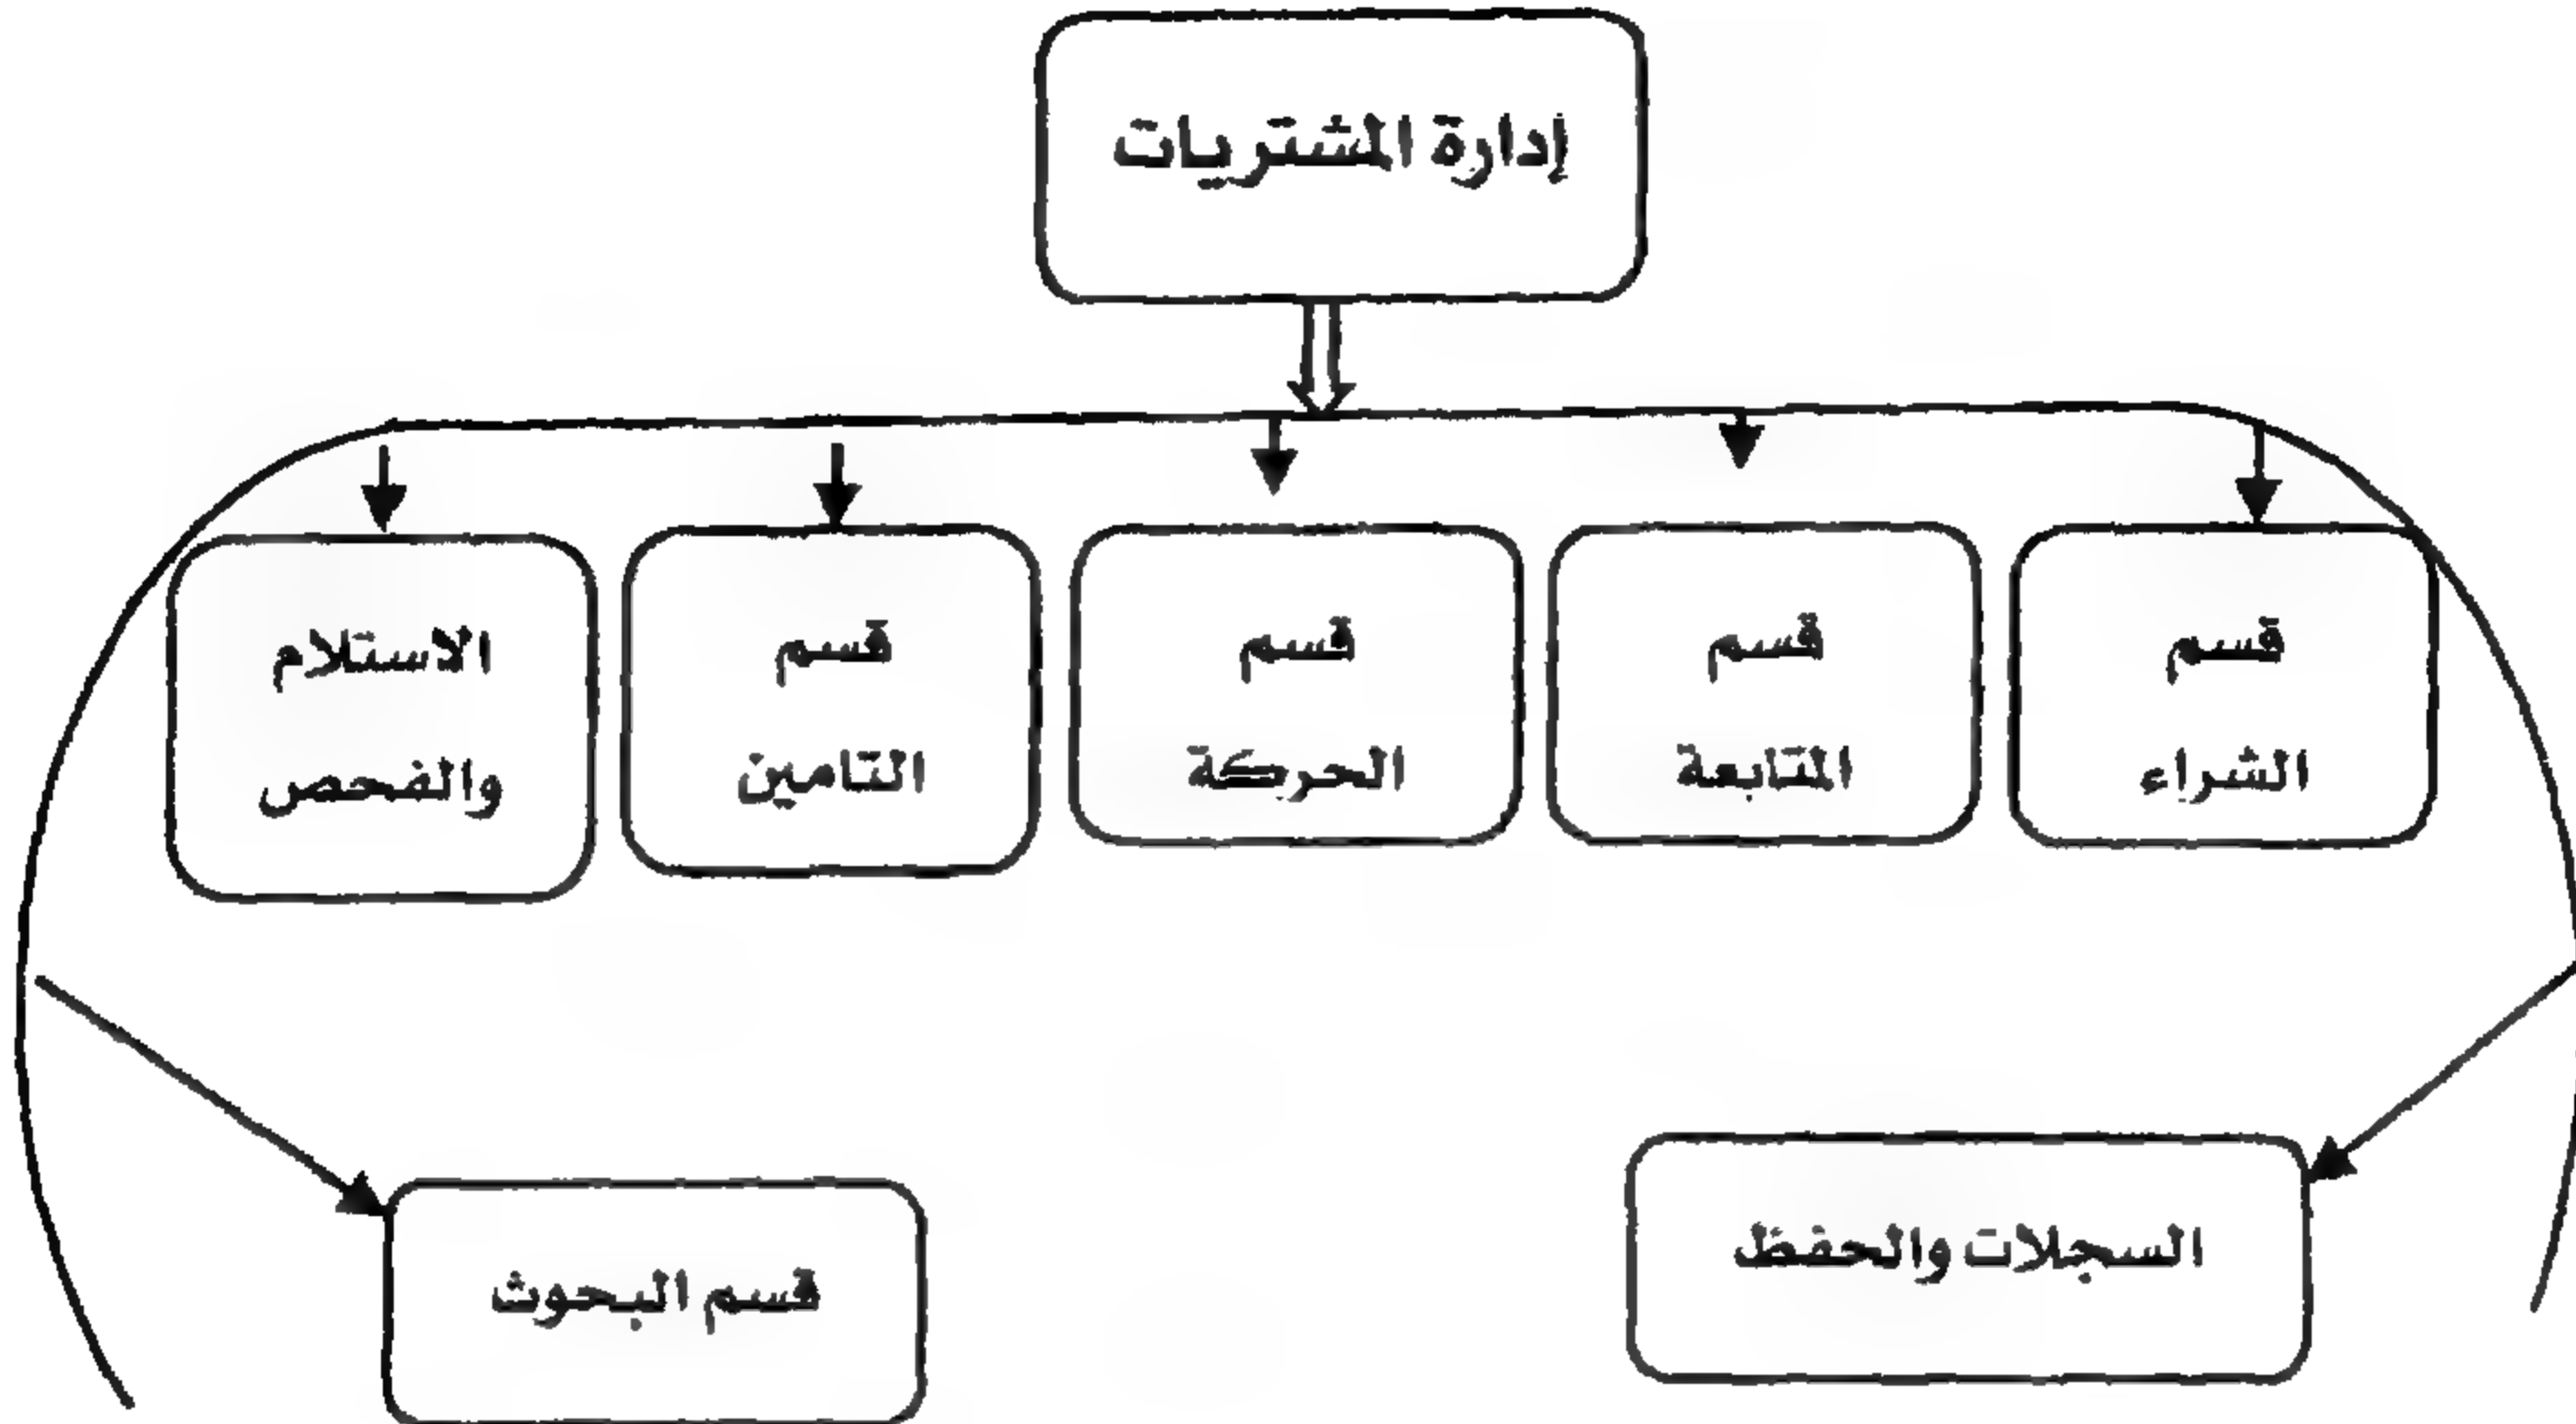 إدارة المشتريات
قسم
الشراء
قسم
المتابعة
قسم
الحركة
قسم
التامين
الاستلام
والفحص
السجلات والحفظ
قسم البحوث